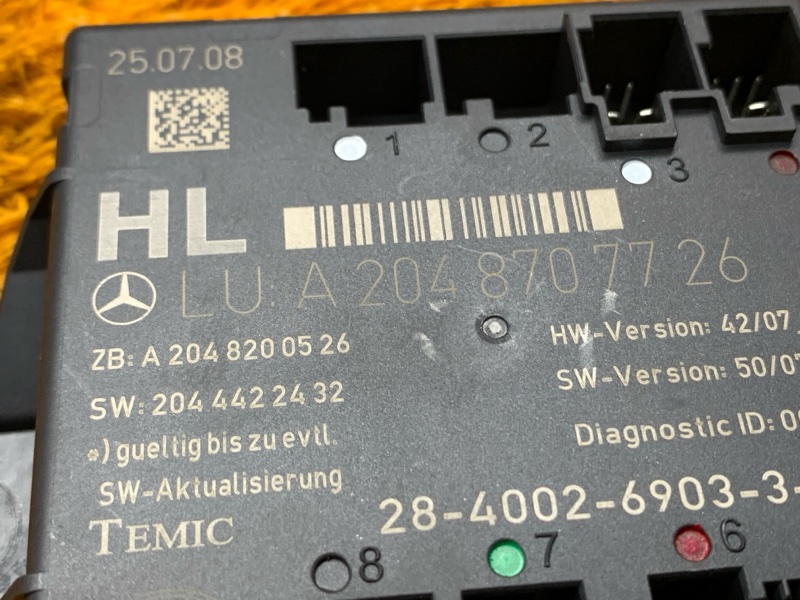 25.07.08
1
2
3
HL
LU: A 204 870 77 26
ZB: A 204 820 05 26
HW-Version: 42/07
SW: 204 442 24 32
SW-Version: 50/07
*) gueltig bis zu evtl.
Diagnostic ID:
SW-Aktualisierung
28-4002-6903-3-
TEMIC
8
7
6